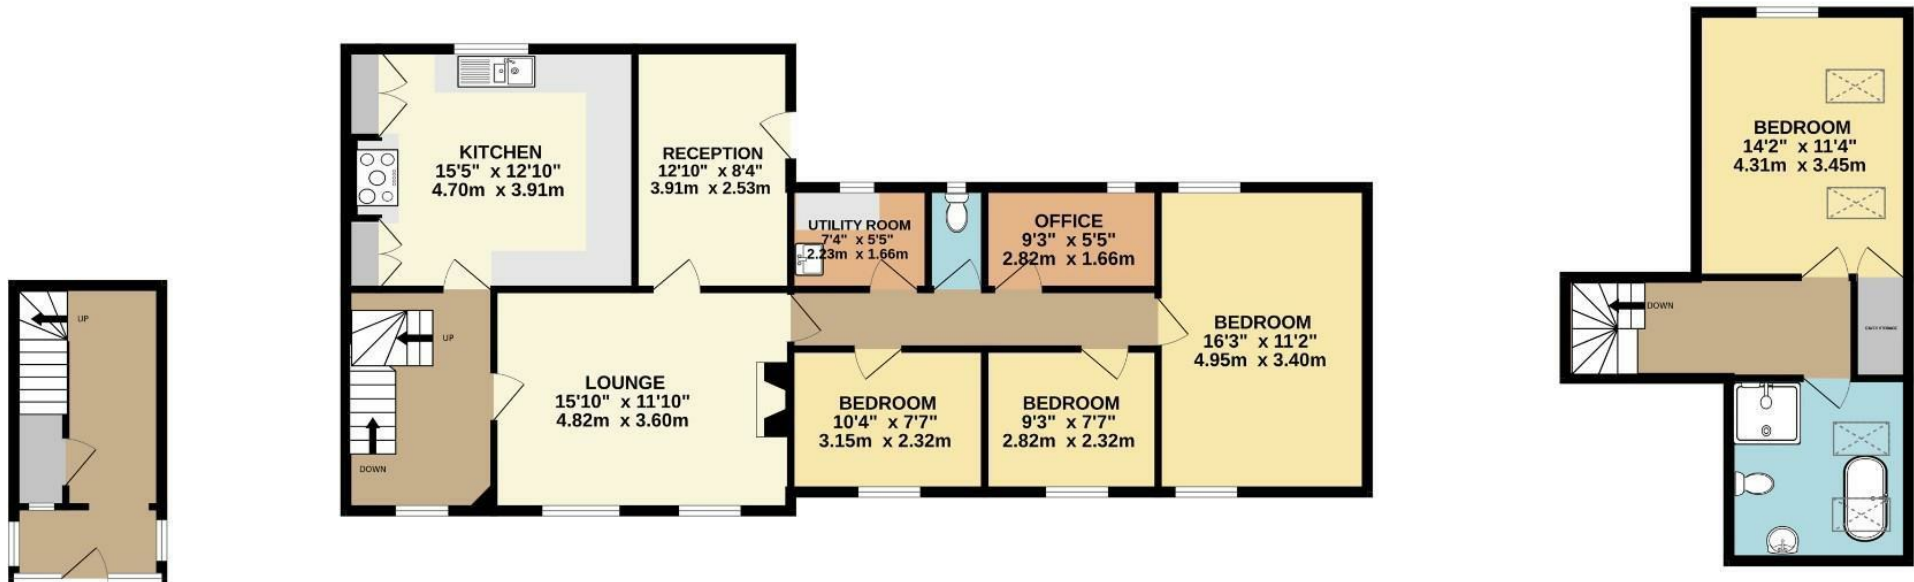 UP
KITCHEN
15'5" x 12'10"
4.70m x 3.91m
RECEPTION
12'10" x 8'4"
3.91m x 2.53m
UTILITY ROOM
7'4" x 5'5"
2.23m x 1.66m
OFFICE
9'3" x 5'5"
2.82m x 1.66m
UP
DOWN
LOUNGE
15'10" x 11'10"
4.82m x 3.60m
BEDROOM
10'4" x 7'7"
3.15m x 2.32m
BEDROOM
9'3" x 7'7"
2.82m x 2.32m
BEDROOM
16'3" x 11'2"
4.95m x 3.40m
BEDROOM
14'2" x 11'4"
4.31m x 3.45m
DOWN